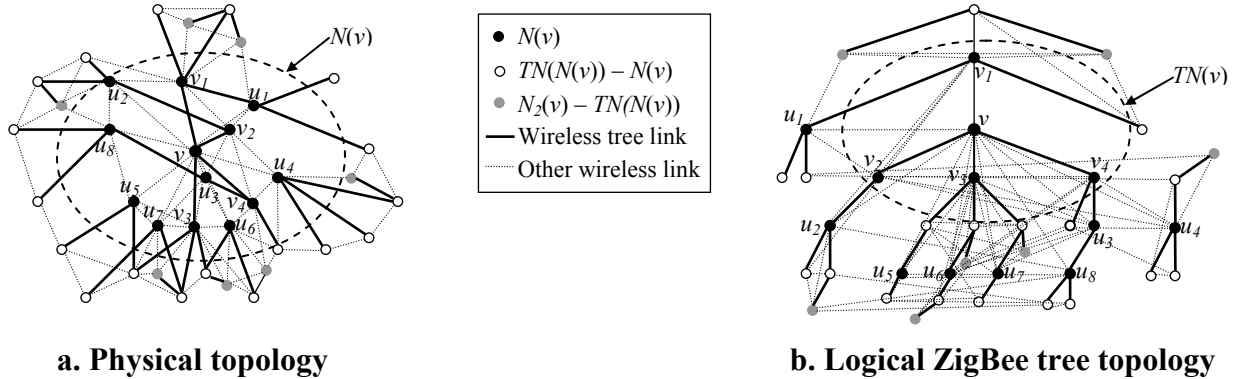 N(v)
v1
u2
u1
v2
u8
v
u4
u3
u5
v4
u7
v3
u6
N(v)
TN(N(v)) – N(v)
N2(v) – TN(N(v))
Wireless tree link
Other wireless link
v1
TN(v)
u1
v
v2
v3
v4
u2
u3
u4
u5
u6
u7
u8
a. Physical topology
b. Logical ZigBee tree topology